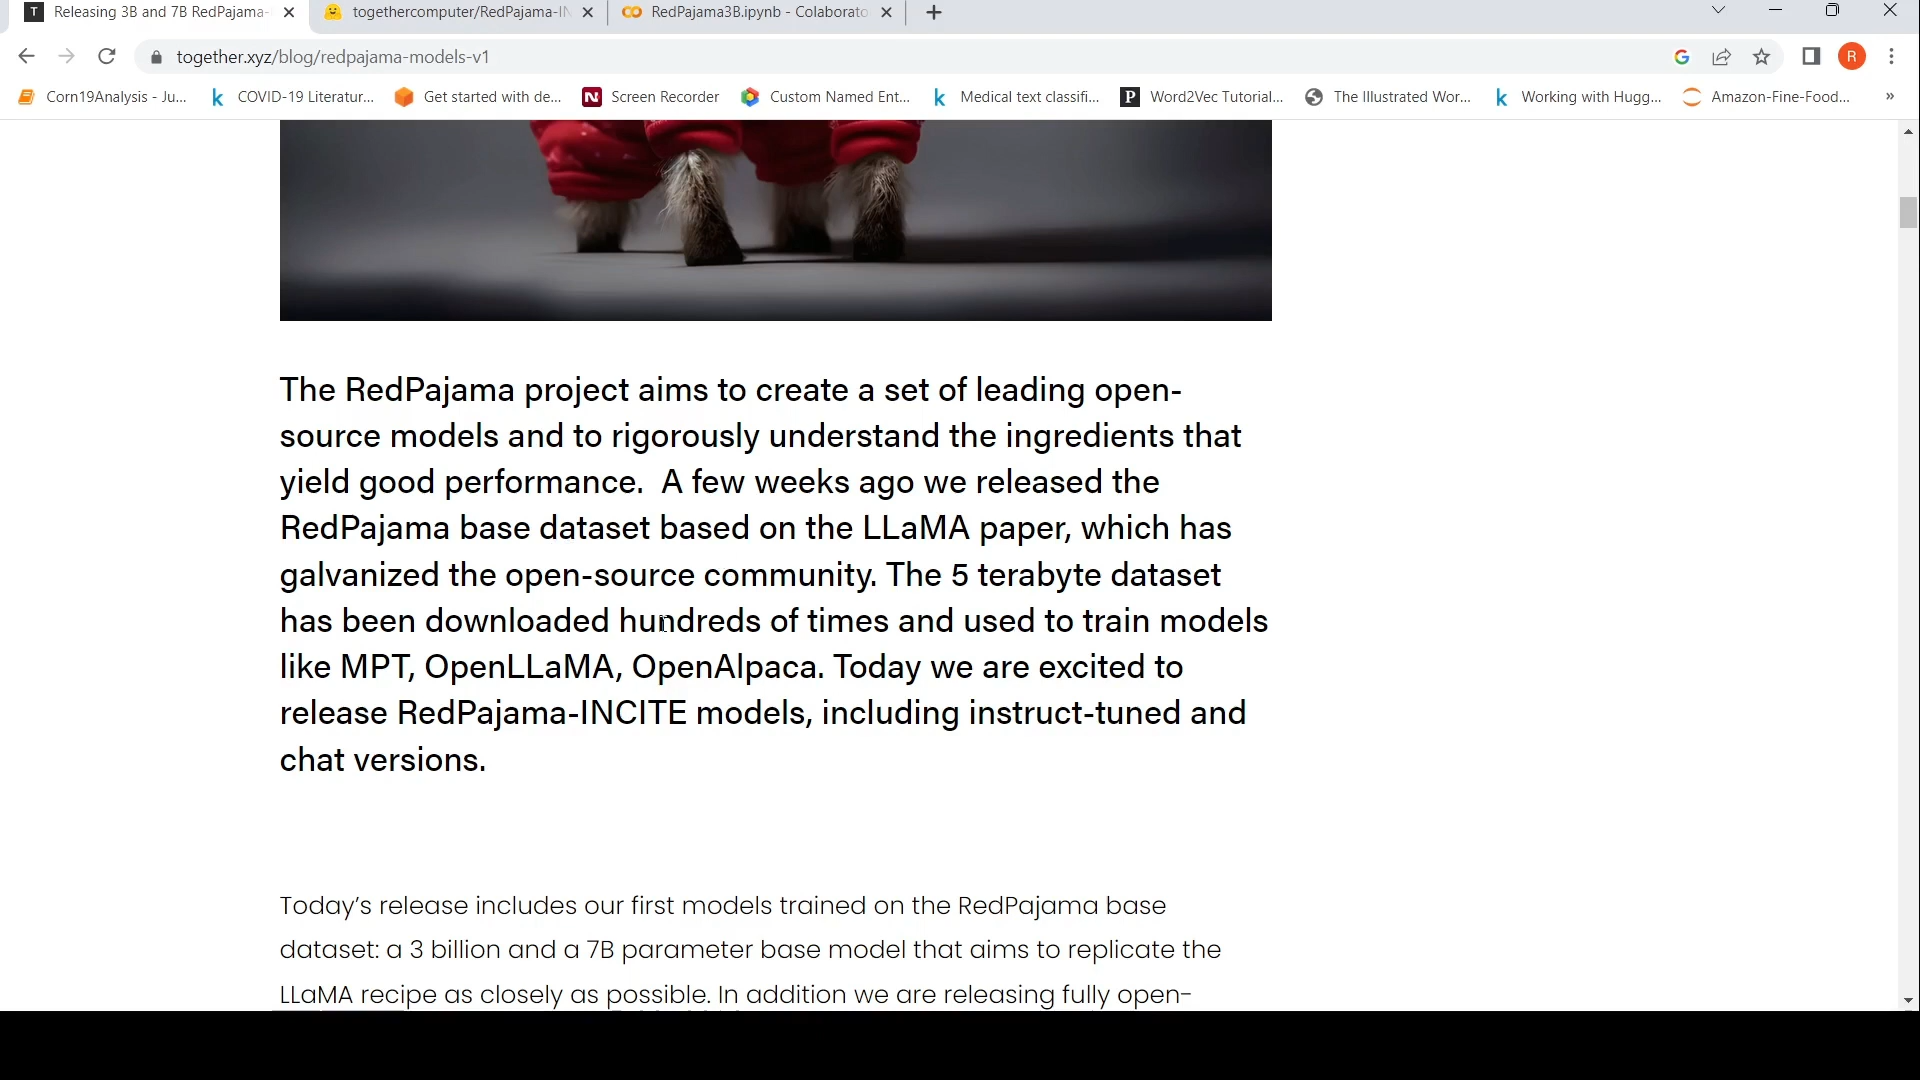 Releasing 3B and 7B RedPajama-
togethercomputer/RedPajama-IN
RedPajama3B.ipynb - Colaborato
together.xyz/blog/redpajama-models-v1
R
Corn19Analysis - Ju...
COVID-19 Literatur...
Get started with de...
Screen Recorder
Custom Named Ent...
Medical text classifi...
Word2Vec Tutorial...
The Illustrated Wor...
Working with Hugg...
Amazon-Fine-Food...
»
The RedPajama project aims to create a set of leading open-
source models and to rigorously understand the ingredients that
yield good performance. A few weeks ago we released the
RedPajama base dataset based on the LLaMA paper, which has
galvanized the open-source community. The 5 terabyte dataset
has been downloaded hundreds of times and used to train models
like MPT, OpenLLaMA, OpenAlpaca. Today we are excited to
release RedPajama-INCITE models, including instruct-tuned and
chat versions.
Today's release includes our first models trained on the RedPajama base
dataset: a 3 billion and a 7B parameter base model that aims to replicate the
LLaMA recipe as closely as possible. In addition we are releasing fully open-